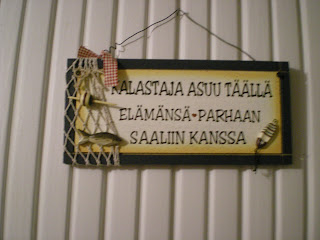 KALASTAJA ASUU TÄÄLLÄ
ELÄMÄNSÄ♥PARHAAN
SAALIIN KANSSA